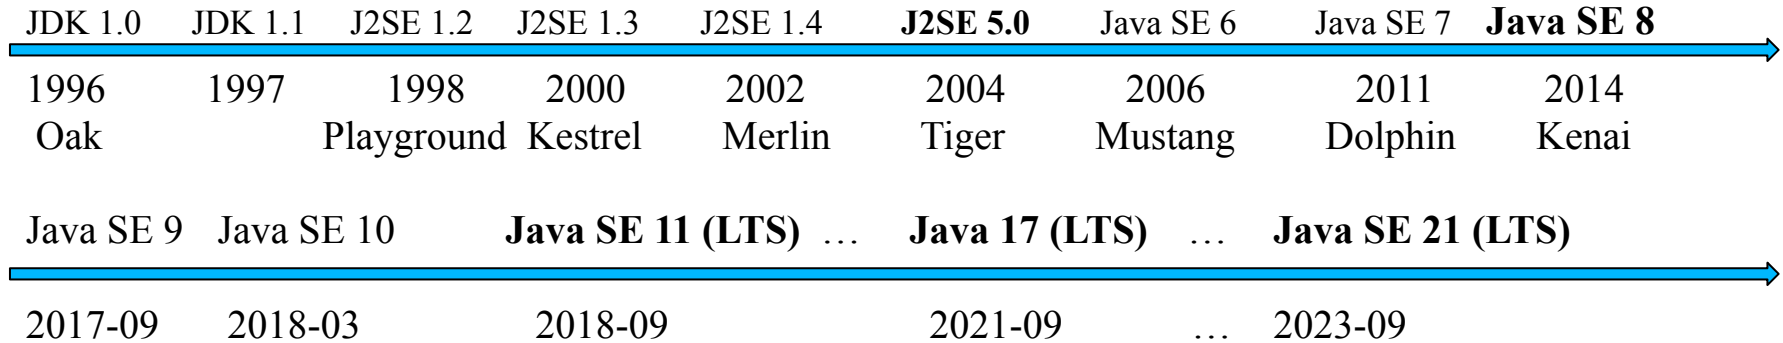 JDK 1.0 JDK 1.1 J2SE 1.2 J2SE 1.3 J2SE 1.4 J2SE 5.0 Java SE 6 Java SE 7 Java SE 8
1996 1997 1998 2000 2002 2004 2006 2011 2014
Oak Playground Kestrel Merlin Tiger Mustang Dolphin Kenai
Java SE 9 Java SE 10 Java SE 11 (LTS) … Java 17 (LTS) … Java SE 21 (LTS)
2017-09 2018-03 2018-09 2021-09 … 2023-09